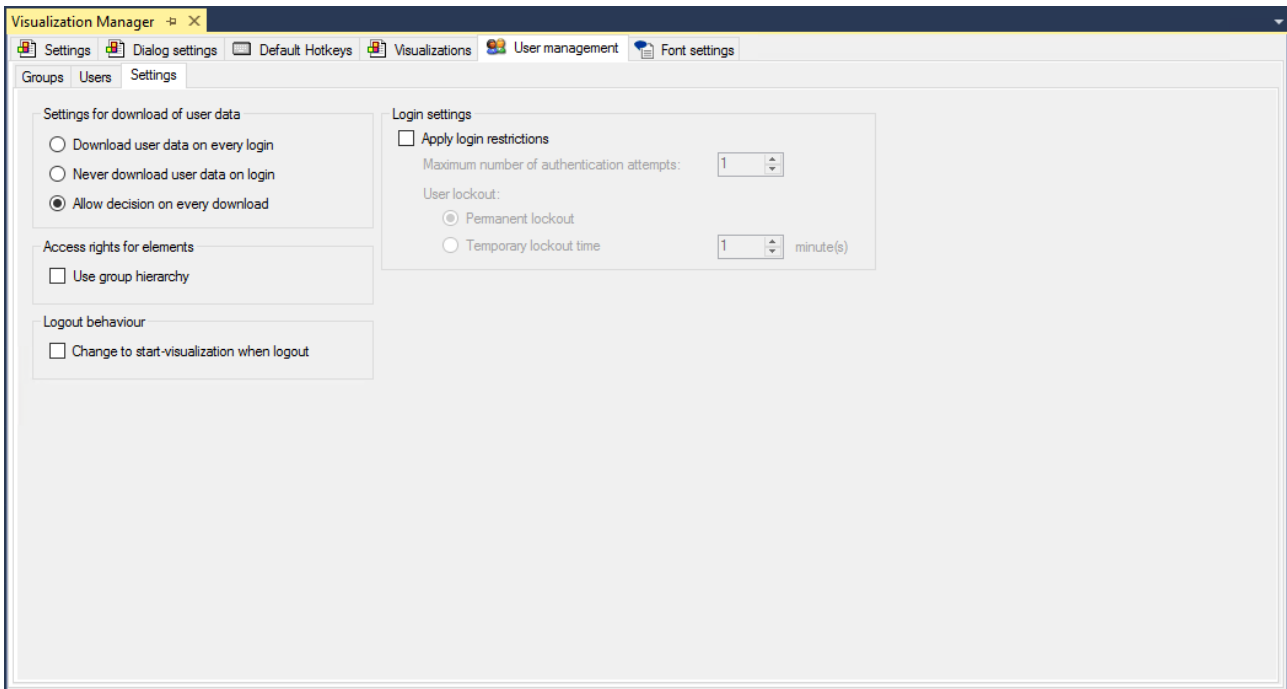 Visualization Manager
Settings Dialog settings Default Hotkeys Visualizations User management Font settings
Groups Users Settings
Settings for download of user data
Download user data on every login
Never download user data on login
Allow decision on every download
Access rights for elements
Use group hierarchy
Logout behaviour
Change to start-visualization when logout
Login settings
Apply login restrictions
Maximum number of authentication attempts: 1
User lockout:
Permanent lockout
Temporary lockout time 1 minute(s)